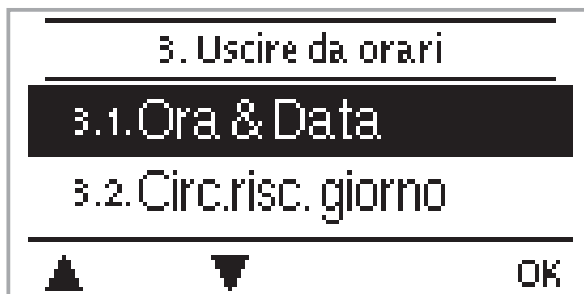 3. Uscire da orari
3.1.Ora & Data
3.2.Circ.risc. giorno
OK